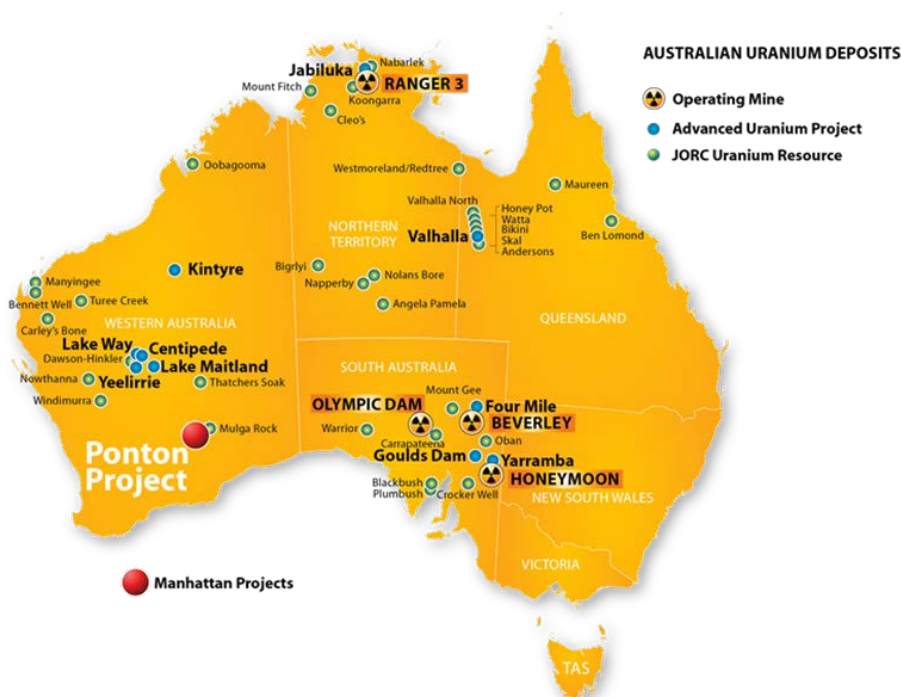 AUSTRALIAN URANIUM DEPOSITS
Operating Mine
Advanced Uranium Project
JORC Uranium Resource
Nabarlek
Jabiluka
RANGER 3
Mount Fitch
Koongarra
Cleo's
Oobagooma
Westmoreland/Redtree
Maureen
Valhalla North
Honey Pot
Watta
Bikini
Skal
Andersons
NORTHERN
TERRITORY
Valhalla
Ben Lomond
Kintyre
Bigrlyi
Nolans Bore
Napperby
Angela Pamela
Manyingee
Bennett Well
Turee Creek
Carley's Bone
WESTERN AUSTRALIA
QUEENSLAND
Lake Way
Centipede
Dawson-Hinkler
Lake Maitland
Nowthanna
Yeelirrie
Thatchers Soak
Windimurra
SOUTH AUSTRALIA
Mount Gee
OLYMPIC DAM
Four Mile
BEVERLEY
Warrior
Carrapateena
Oban
Mulga Rock
Ponton
Project
Goulds Dam
Yarramba
HONEYMOON
Blackbush
Plumbush
Crocker Well
NEW SOUTH WALES
VICTORIA
Manhattan Projects
TAS